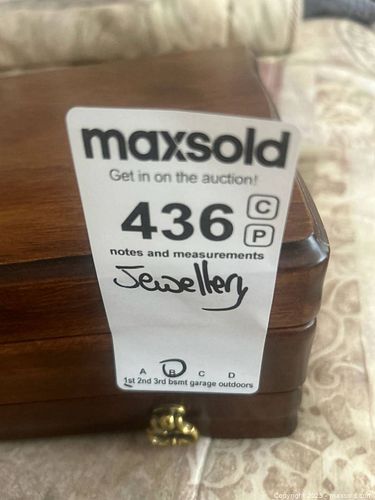 maxsold
Get in on the auction!
436 C
P
notes and measurements
Jewellery
A B C D
1st 2nd 3rd bsmt garage outdoors
Copyright 2025 - maxsold.com